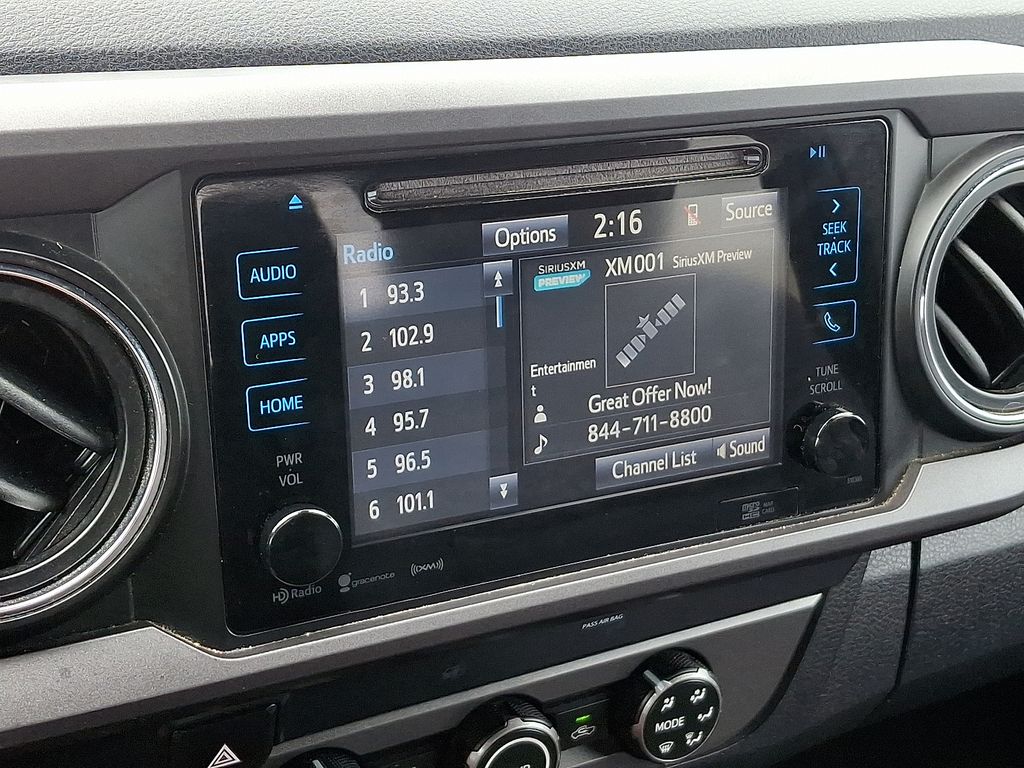 Radio
Options
2:16
Source
1 93.3
2 102.9
3 98.1
4 95.7
5 96.5
6 101.1
SIRIUSXM
PREVIEW
XM001 SiriusXM Preview
Entertainmen
t
Great Offer Now!
844-711-8800
Channel List
Sound
AUDIO
APPS
HOME
PWR
VOL
SEEK
TRACK
TUNE
SCROLL
HD Radio
gracenote
((XM))
PASS AIR BAG
MODE